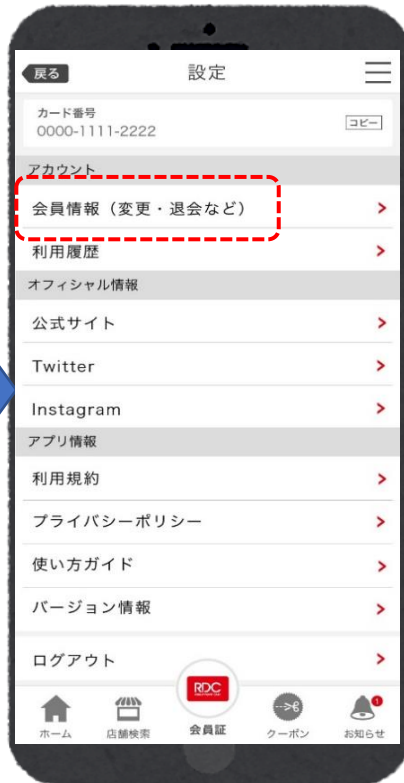 戻る
設定
カード番号
0000-1111-2222
コピー
アカウント
会員情報（変更・退会など）
利用履歴
オフィシャル情報
公式サイト
Twitter
Instagram
アプリ情報
利用規約
プライバシーポリシー
使い方ガイド
バージョン情報
ログアウト
RDC
1
ホーム
店舗検索
会員証
クーポン
お知らせ